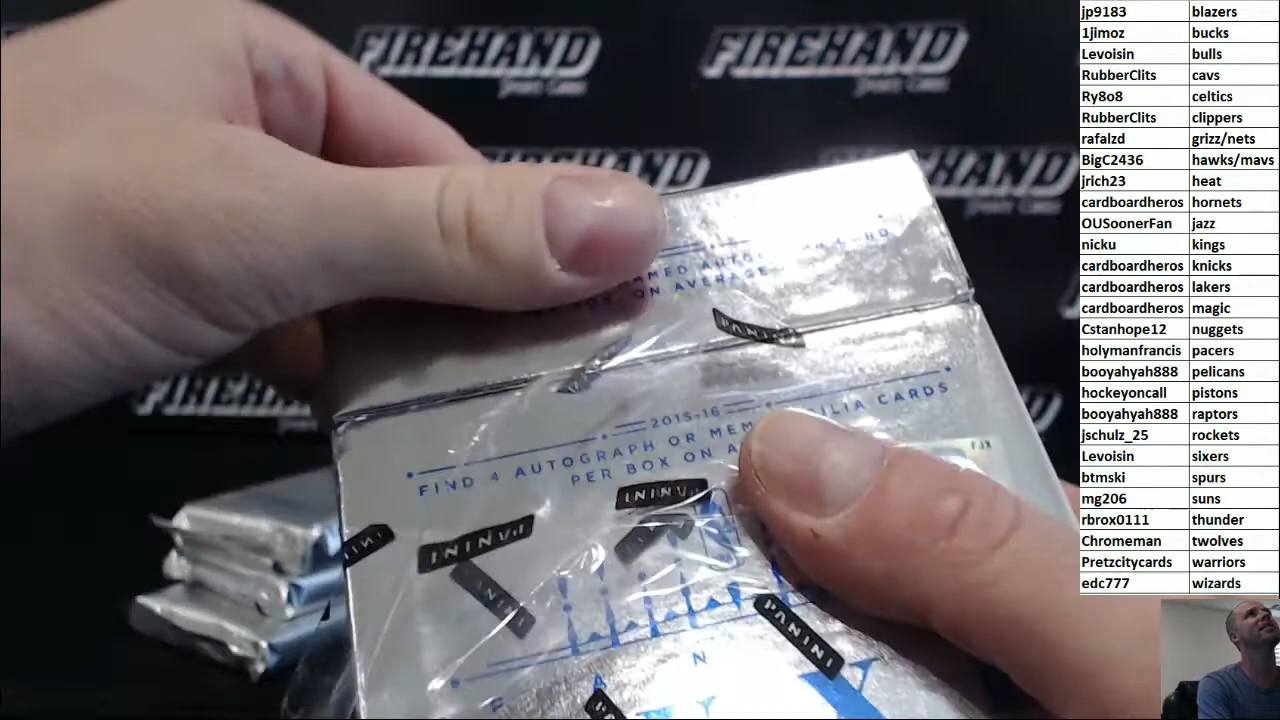 FIREHAND
FIREHAND
FIREHAND
FIREHAND
FIREHAND
ON AVERAGE
PANINI
2015-16
FIND 4 AUTOGRAPH OR
PER BOX ON
CARDS
FJX
PANINI
PANINI
PANINI
PANINI
jp9183 blazers
1jimoz bucks
Levoisin bulls
RubberClits cavs
Ry8o8 celtics
RubberClits clippers
rafalzd grizz/nets
BigC2436 hawks/mavs
jrich23 heat
cardboardheros hornets
OUSoonerFan jazz
nicku kings
cardboardheros knicks
cardboardheros lakers
cardboardheros magic
Cstanhope12 nuggets
holymanfrancis pacers
booyahyah888 pelicans
hockeyoncall pistons
booyahyah888 raptors
jschulz_25 rockets
Levoisin sixers
btmski spurs
mg206 suns
rbrox0111 thunder
Chromeman twolves
Pretzcitycards warriors
edc777 wizards